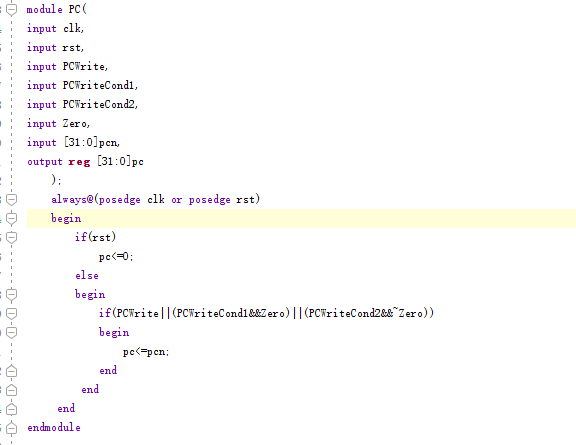 module PC(
input clk,
input rst,
input PCWrite,
input PCWriteCond1,
input PCWriteCond2,
input Zero,
input [31:0]pcn,
output reg [31:0]pc
);
always@(posedge clk or posedge rst)
begin
if(rst)
pc<=0;
else
begin
if(PCWrite||(PCWriteCond1&&Zero)||(PCWriteCond2&&~Zero))
begin
pc<=pcn;
end
end
end
endmodule